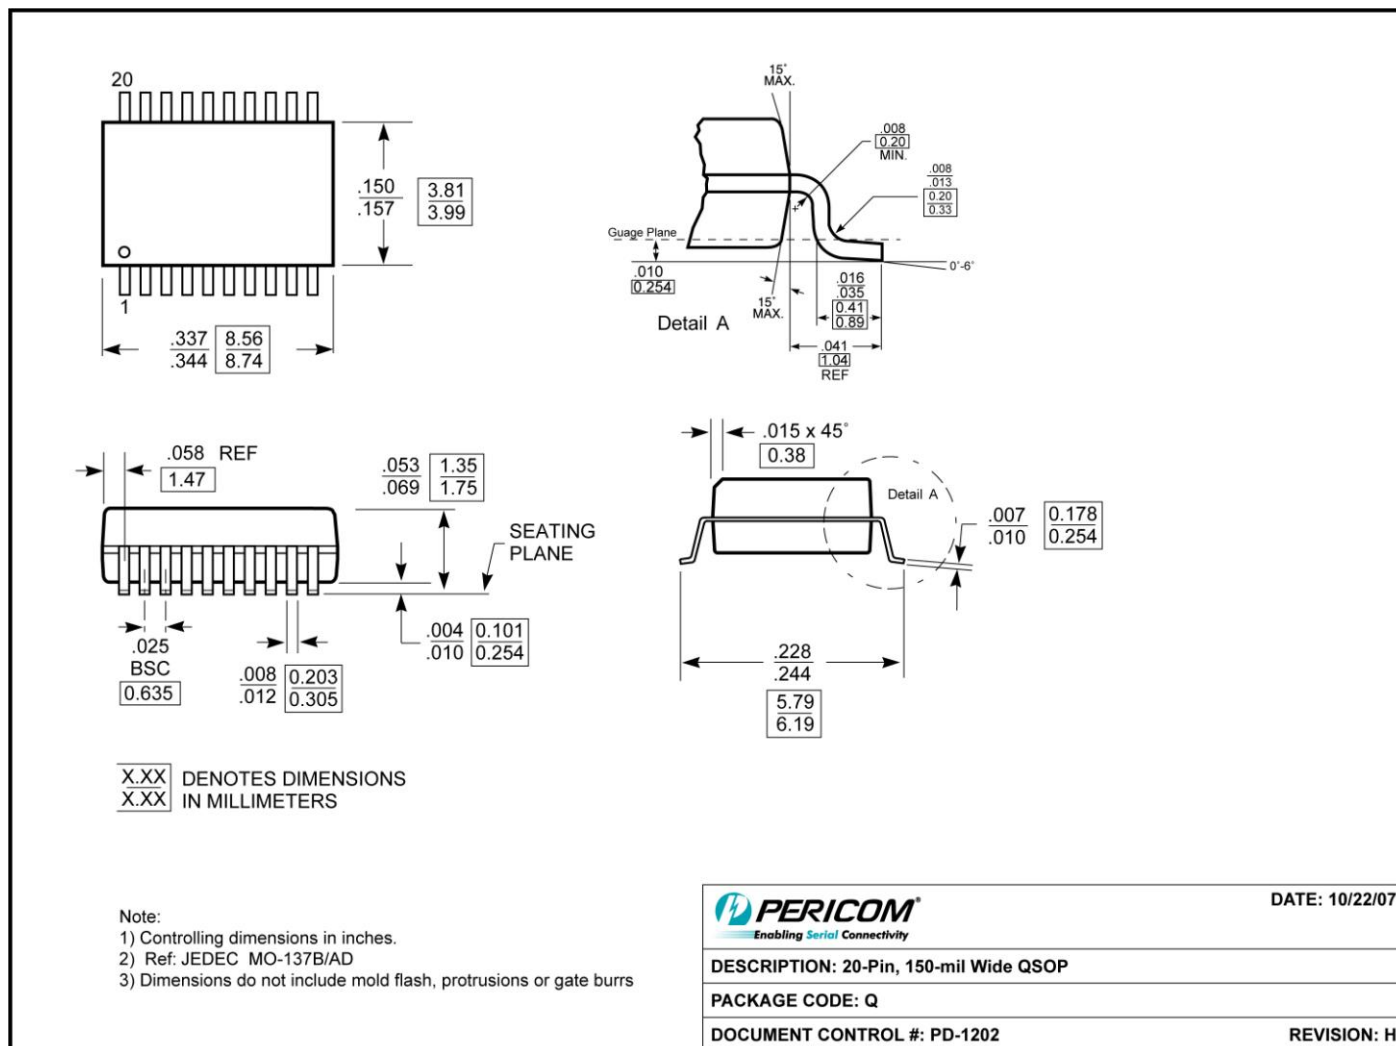 20
.150
.157
3.81
3.99
1
.337
.344
8.56
8.74
15°
MAX.
.008
0.20
MIN.
.008
.013
0.20
0.33
Guage Plane
.010
0.254
15°
MAX.
.016
.035
0.41
0.89
0°-6°
Detail A
.041
1.04
REF
.058 REF
1.47
.053
.069
1.35
1.75
SEATING
PLANE
.025
BSC
0.635
.008
.012
0.203
0.305
.004
.010
0.101
0.254
.015 x 45°
0.38
Detail A
.007
.010
0.178
0.254
.228
.244
5.79
6.19
X.XX
X.XX
DENOTES DIMENSIONS
IN MILLIMETERS
Note:
1) Controlling dimensions in inches.
2) Ref: JEDEC MO-137B/AD
3) Dimensions do not include mold flash, protrusions or gate burrs
PERICOM®
Enabling Serial Connectivity
DATE: 10/22/07
DESCRIPTION: 20-Pin, 150-mil Wide QSOP
PACKAGE CODE: Q
DOCUMENT CONTROL #: PD-1202
REVISION: H